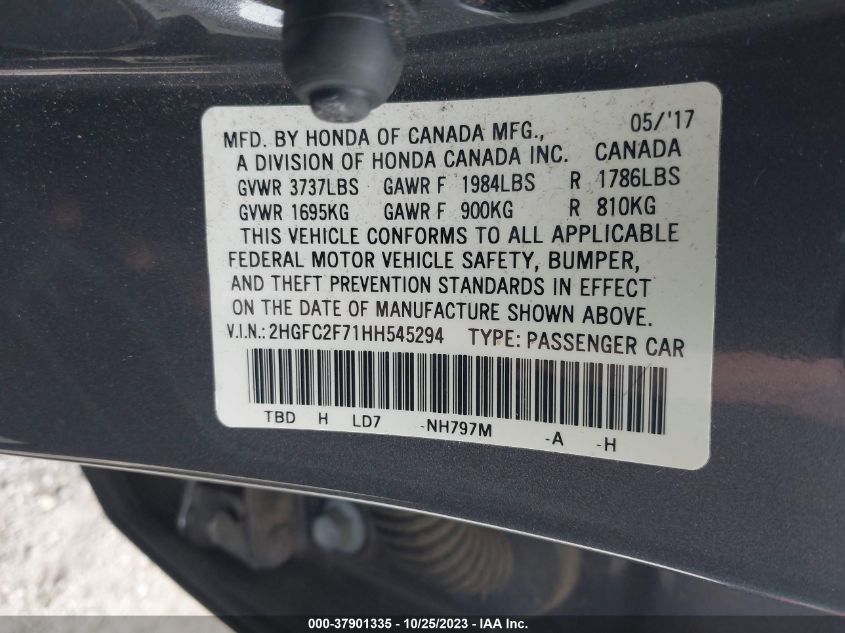 MFD. BY HONDA OF CANADA MFG., 05/'17
A DIVISION OF HONDA CANADA INC. CANADA
GVWR 3737LBS GAWR F 1984LBS R 1786LBS
GVWR 1695KG GAWR F 900KG R 810KG
THIS VEHICLE CONFORMS TO ALL APPLICABLE
FEDERAL MOTOR VEHICLE SAFETY, BUMPER,
AND THEFT PREVENTION STANDARDS IN EFFECT
ON THE DATE OF MANUFACTURE SHOWN ABOVE.
V.I.N.: 2HGFC2F71HH545294 TYPE: PASSENGER CAR
TBD H LD7 -NH797M -A -H
000-37901335 - 10/25/2023 - IAA Inc.